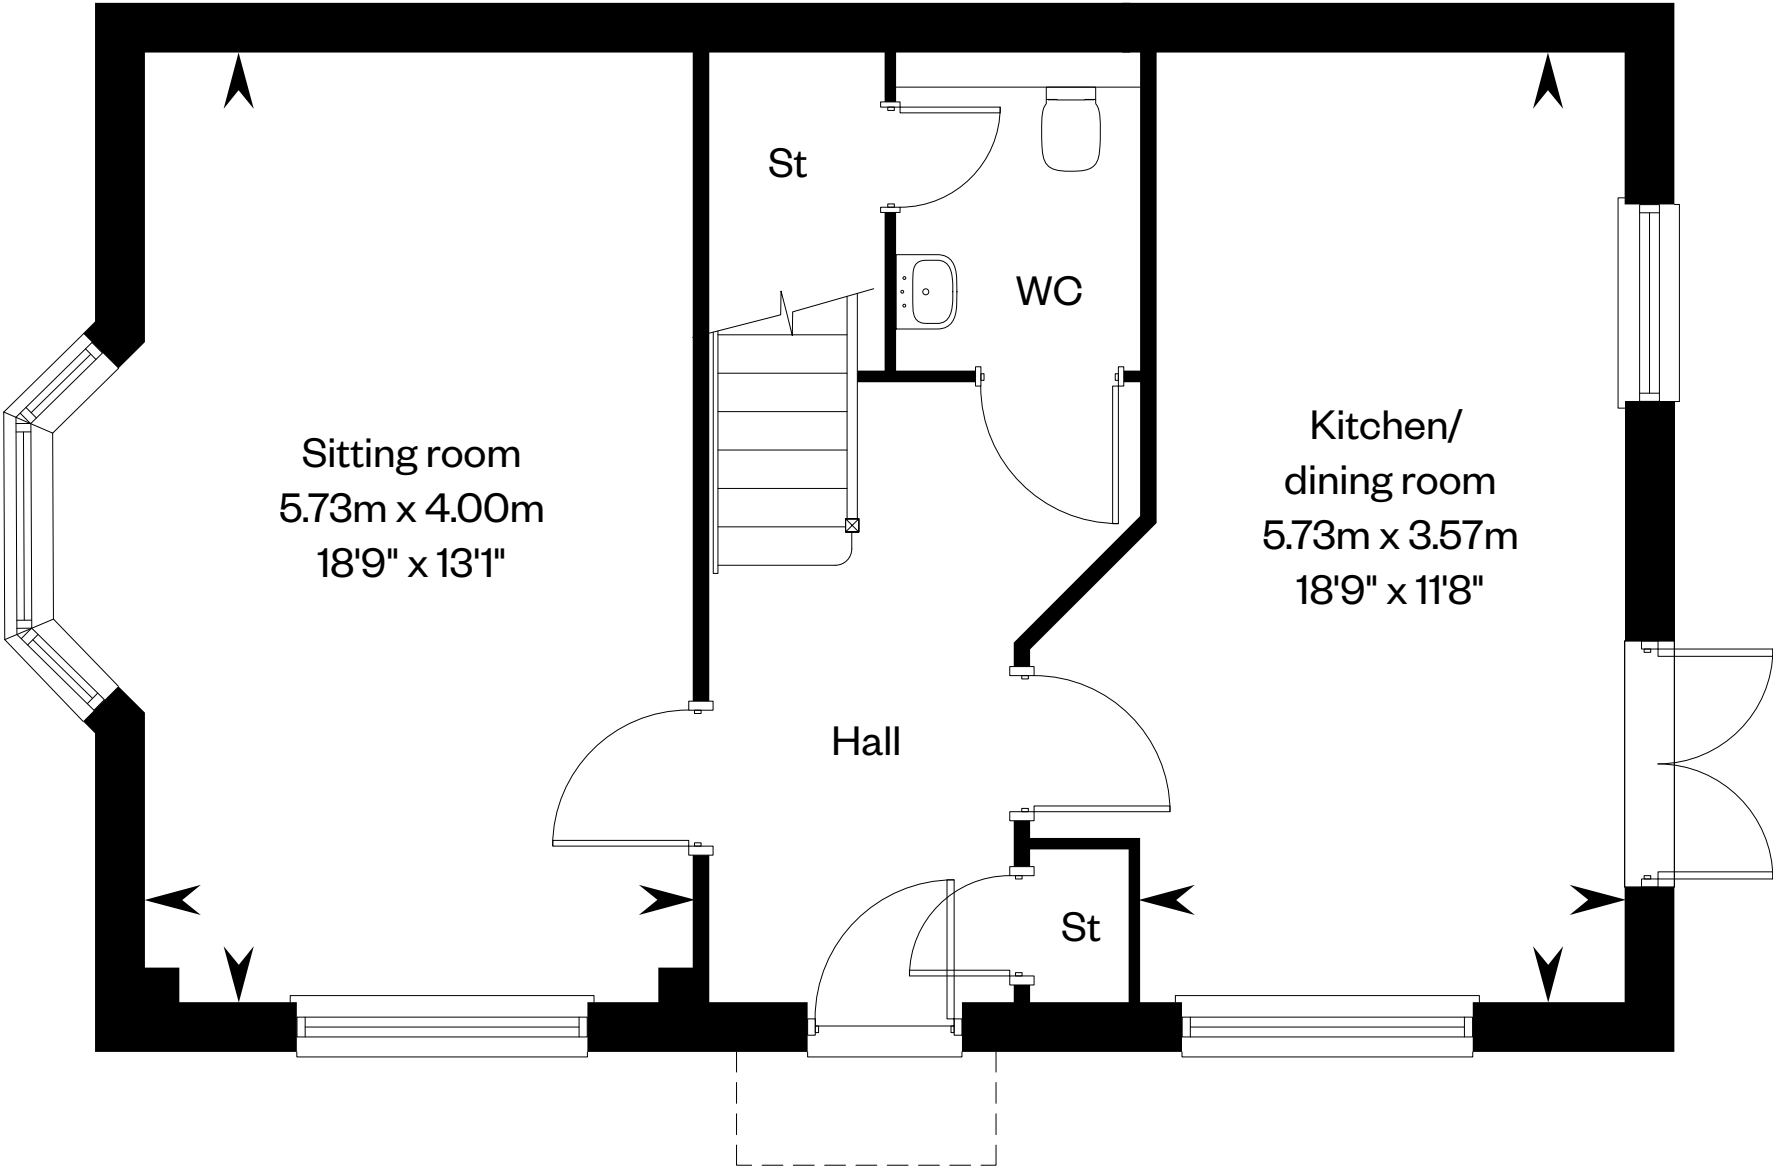 St
WC
Sitting room
5.73m x 4.00m
18'9" x 13'1"
Kitchen/
dining room
5.73m x 3.57m
18'9" x 11'8"
Hall
St